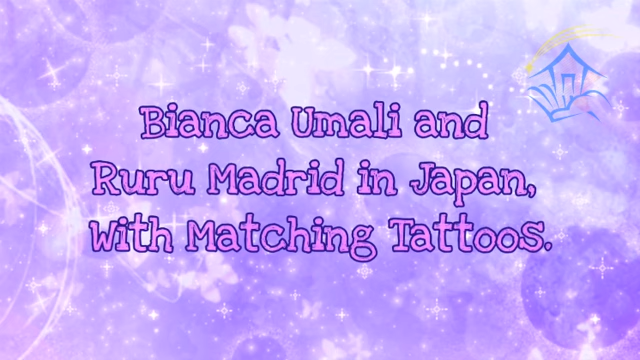 Bianca Umali and
Ruru Madrid in Japan,
with Matching Tattoos.